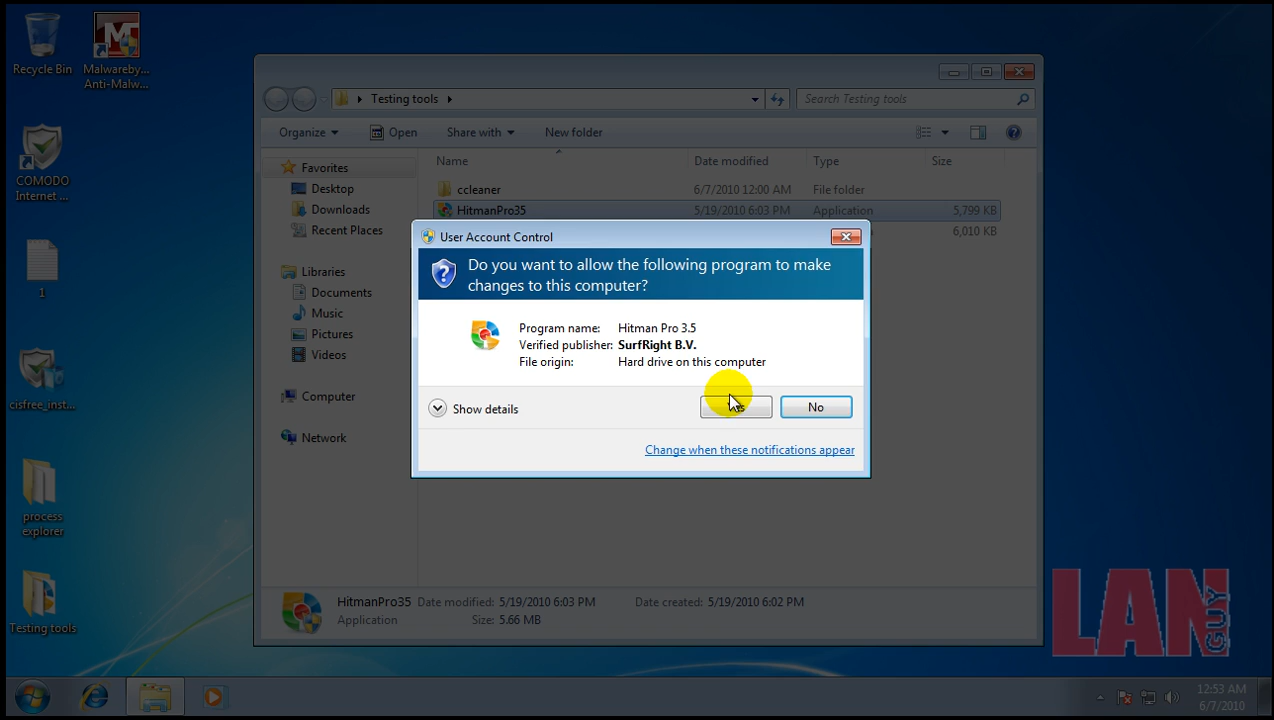 Recycle Bin
Malwareby...
Anti-Malw...
COMODO
Internet ...
1
cisfree_inst...
process
explorer
Testing tools
Testing tools
Search Testing tools
Organize
Open
Share with
New folder
Name
Date modified
Type
Size
Favorites
Desktop
Downloads
Recent Places
Libraries
Documents
Music
Pictures
Videos
Computer
Network
ccleaner
6/7/2010 12:00 AM
File folder
HitmanPro35
5/19/2010 6:03 PM
Application
5,799 KB
6,010 KB
User Account Control
Do you want to allow the following program to make
changes to this computer?
Program name: Hitman Pro 3.5
Verified publisher: SurfRight B.V.
File origin: Hard drive on this computer
Show details
No
Change when these notifications appear
HitmanPro35 Date modified: 5/19/2010 6:03 PM Date created: 5/19/2010 6:02 PM
Application Size: 5.66 MB
LAN
GUY
12:53 AM
6/7/2010